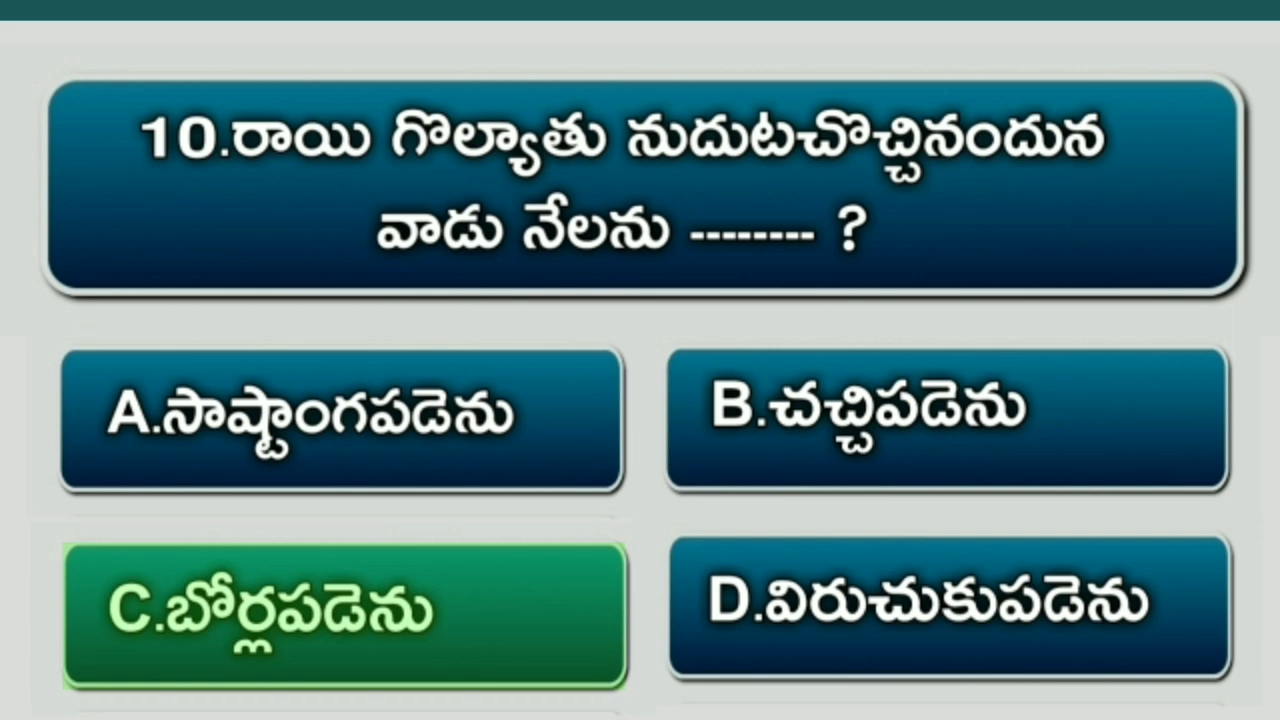 10.రాయి గొల్యాతు నుదుటచొచ్చినందున
వాడు నేలను -------- ?
A.సాష్టాంగపడెను
B.చచ్చిపడెను
C.బోర్లపడెను
D.విరుచుకుపడెను